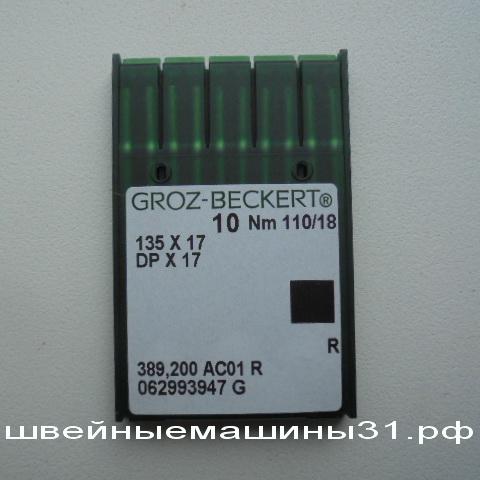 GROZ-BECKERT®
10 Nm 110/18
135 X 17
DP X 17
R
389,200 AC01 R
062993947 G
швейныемашины31.рф